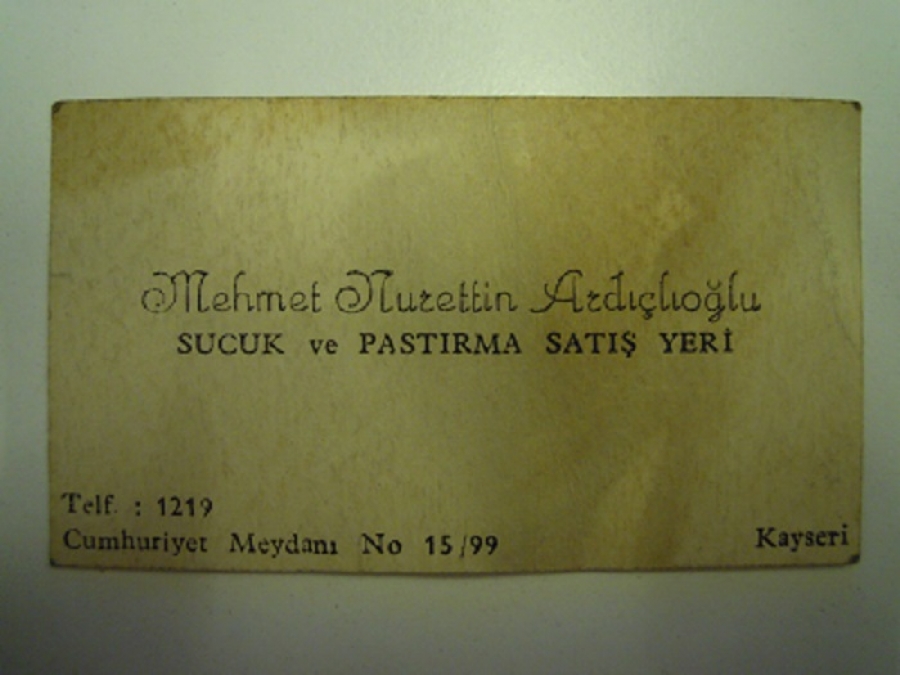 Mehmet Nurettin Ardıçlıoğlu
SUCUK ve PASTIRMA SATIŞ YERİ
Telf. : 1219
Cumhuriyet Meydanı No 15/99 Kayseri